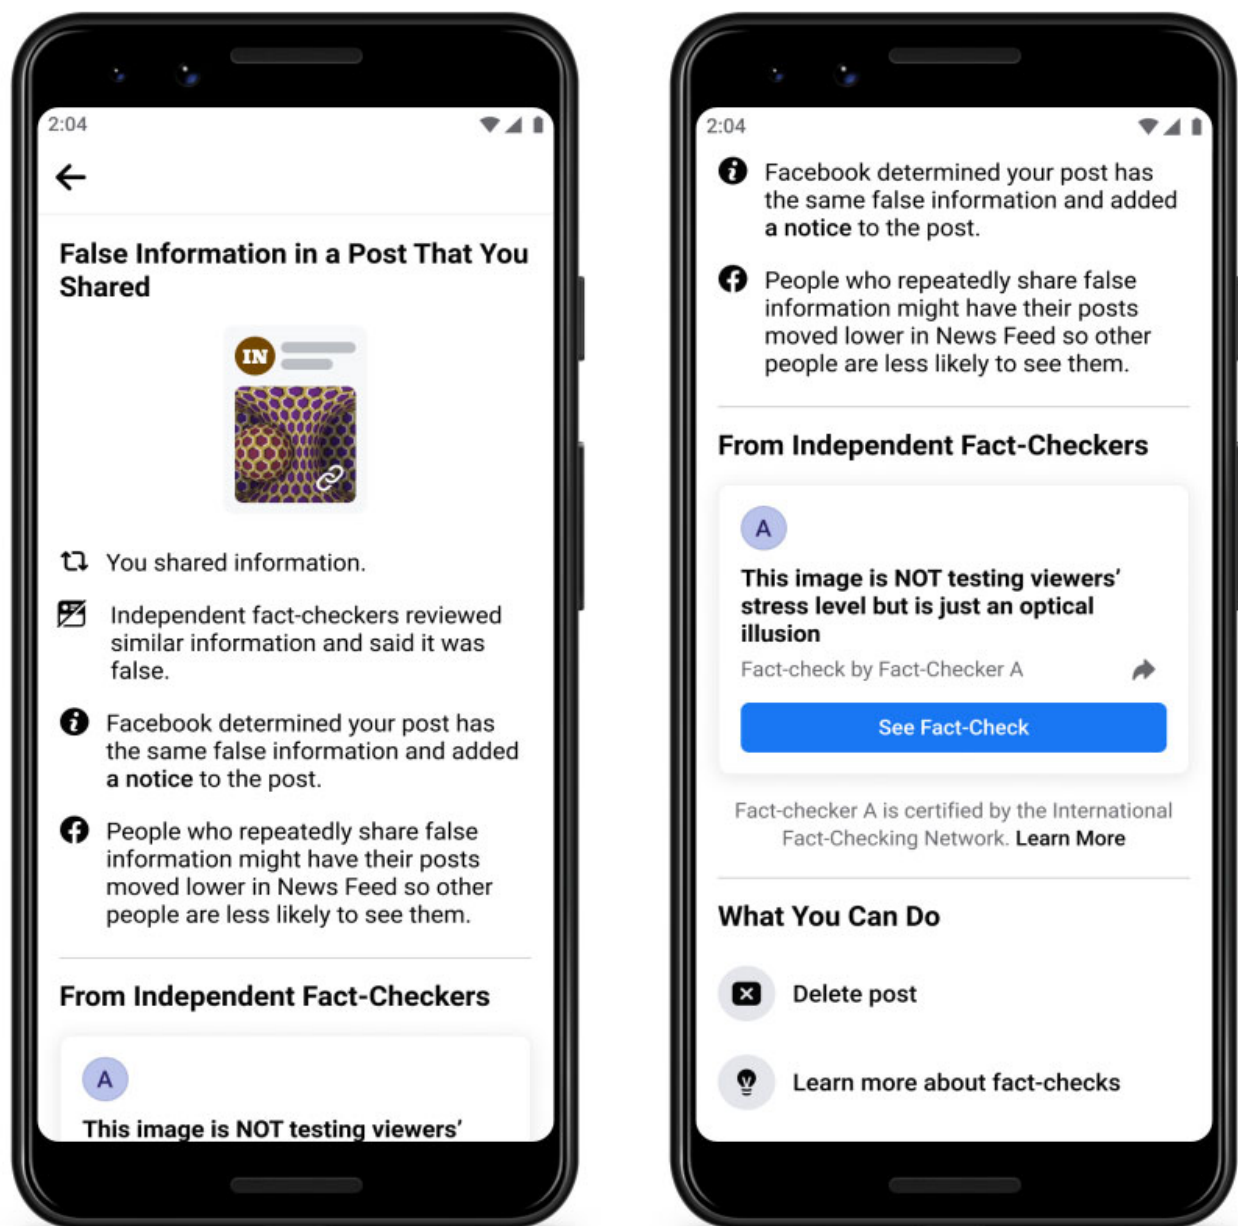 2:04
False Information in a Post That You
Shared
IN
You shared information.
Independent fact-checkers reviewed
similar information and said it was
false.
Facebook determined your post has
the same false information and added
a notice to the post.
People who repeatedly share false
information might have their posts
moved lower in News Feed so other
people are less likely to see them.
From Independent Fact-Checkers
A
This image is NOT testing viewers’
2:04
Facebook determined your post has
the same false information and added
a notice to the post.
People who repeatedly share false
information might have their posts
moved lower in News Feed so other
people are less likely to see them.
From Independent Fact-Checkers
A
This image is NOT testing viewers’
stress level but is just an optical
illusion
Fact-check by Fact-Checker A
See Fact-Check
Fact-checker A is certified by the International
Fact-Checking Network. Learn More
What You Can Do
Delete post
Learn more about fact-checks